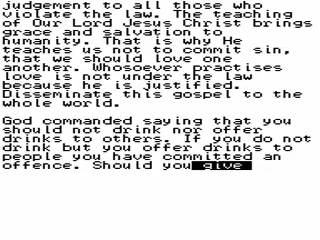 judgement to all those who
violate the law. The teaching
of Our Lord Jesus Christ brings
grace and salvation to
humanity. That is why He
teaches us not to commit sin,
that we should love one
another. Whosoever practises
love is not under the law
because he is justified.
Disseminate this gospel to the
whole world.

God commanded saying that you
should not drink nor offer
drinks to others. If you do not
drink but you offer drinks to
people you have committed an
offence. Should you give